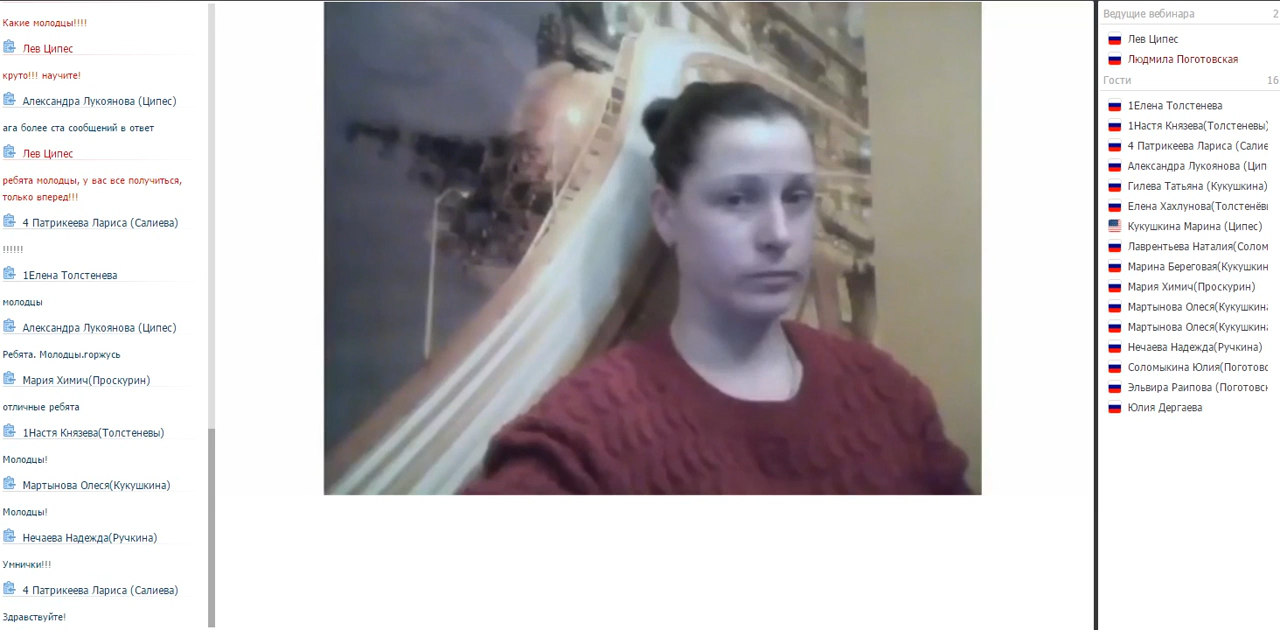 Какие молодцы!!!!
Лев Ципес
круто!!! научите!
Александра Лукоянова (Ципес)
ага более ста сообщений в ответ
Лев Ципес
ребята молодцы, у вас все получиться,
только вперед!!!
4 Патрикеева Лариса (Салиева)
!!!!!!
1Елена Толстенева
молодцы
Александра Лукоянова (Ципес)
Ребята. Молодцы.горжусь
Мария Химич(Проскурин)
отличные ребята
1Настя Князева(Толстеневы)
Молодцы!
Мартынова Олеся(Кукушкина)
Молодцы!
Нечаева Надежда(Ручкина)
Умнички!!!
4 Патрикеева Лариса (Салиева)
Здравствуйте!
Ведущие вебинара 2
Лев Ципес
Людмила Поготовская
Гости 16
1Елена Толстенева
1Настя Князева(Толстеневы)
4 Патрикеева Лариса (Салие
Александра Лукоянова (Цип
Гилева Татьяна (Кукушкина)
Елена Хахлунова(Толстенёв
Кукушкина Марина (Ципес)
Лаврентьева Наталия(Солом
Марина Береговая(Кукушкин
Мария Химич(Проскурин)
Мартынова Олеся(Кукушкина
Мартынова Олеся(Кукушкина
Нечаева Надежда(Ручкина)
Соломыкина Юлия(Поготовс
Эльвира Раипова (Поготовск
Юлия Дергаева